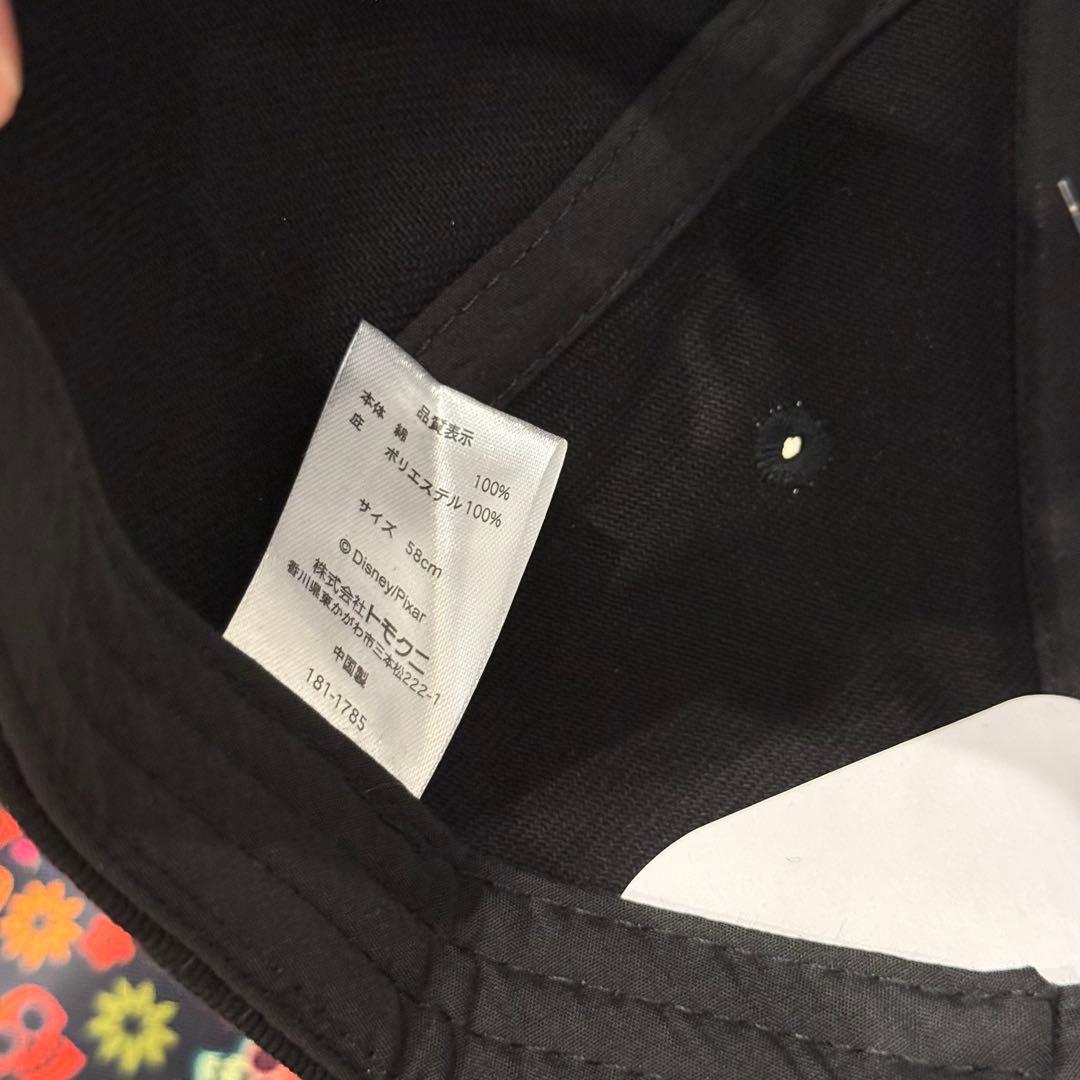 品質表示
本体 綿 100%
庇 ポリエステル100%
サイズ 58cm
© Disney/Pixar
株式会社トモクニ
香川県東かがわ市三本松222-1
中国製
181-1785